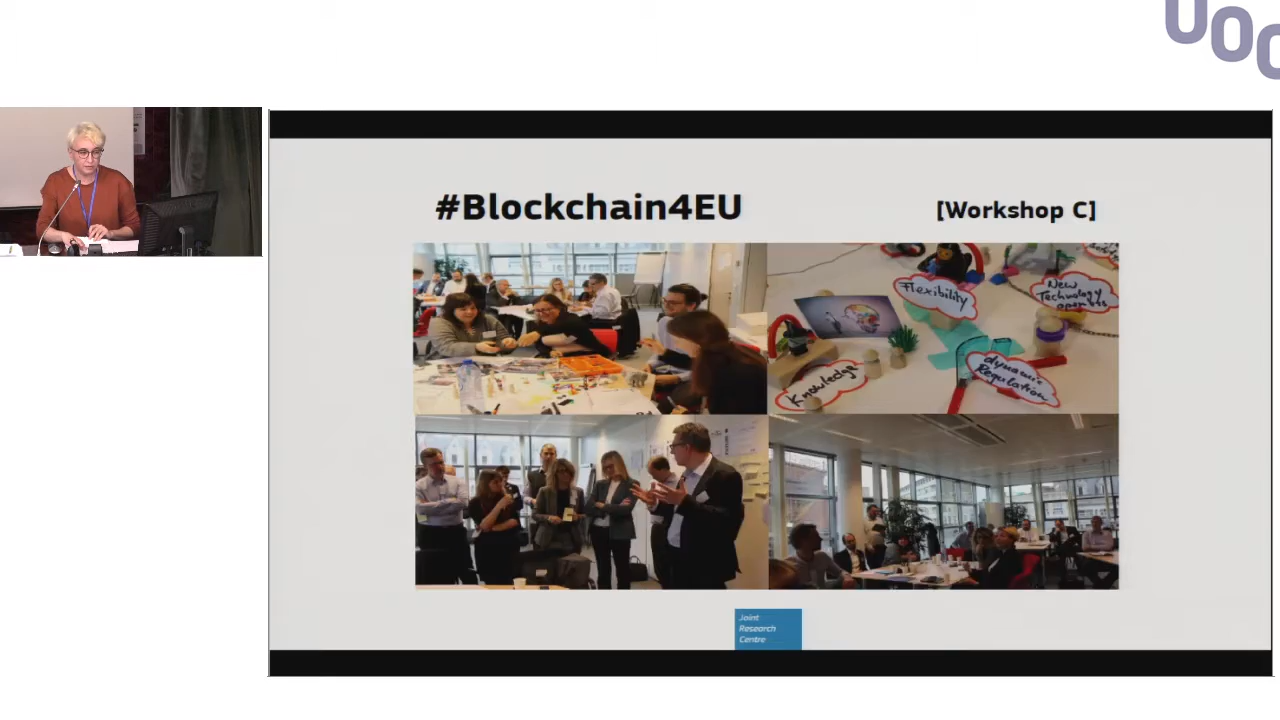 UOC
#Blockchain4EU
[Workshop C]
Flexibility
New
Technology
Knowledge
dynamic
Regulation
Joint
Research
Centre